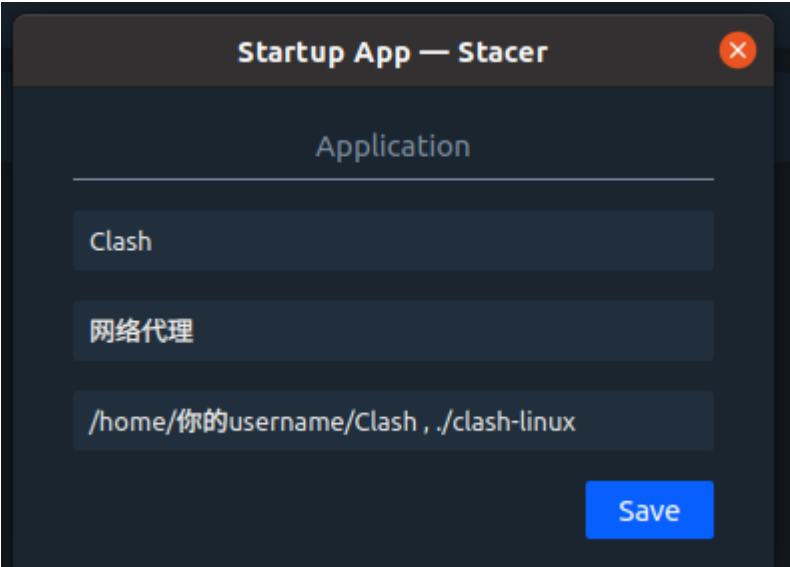 Startup App — Stacer
Application
Clash
网络代理
/home/你的username/Clash , ./clash-linux
Save